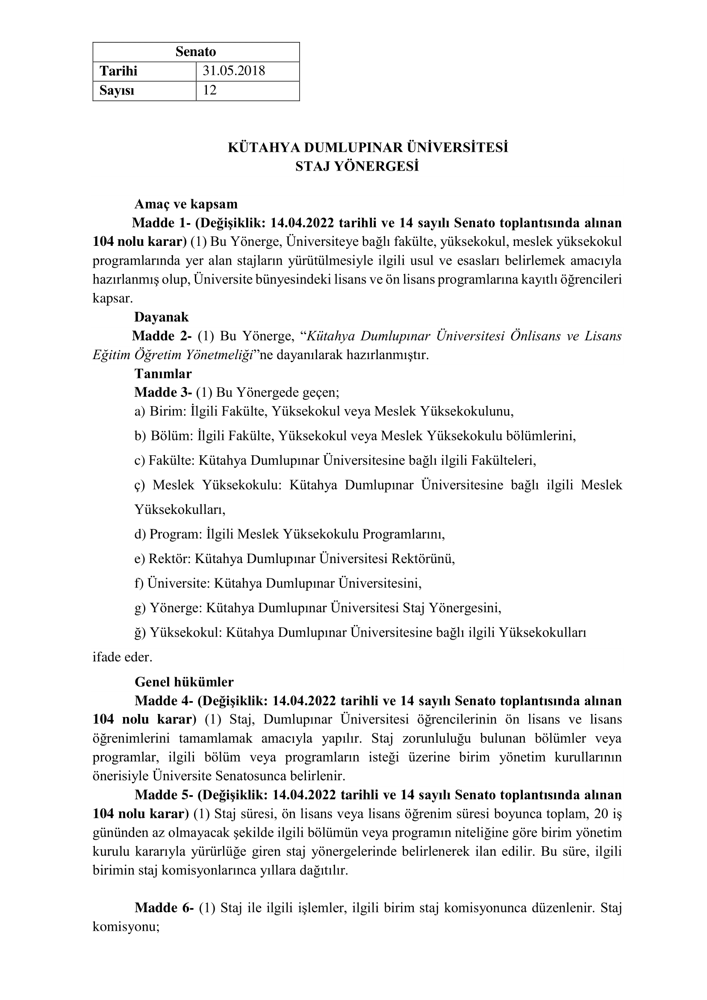 Senato
Tarihi 31.05.2018
Sayısı 12
KÜTAHYA DUMLUPINAR ÜNİVERSİTESİ
STAJ YÖNERGESİ
Amaç ve kapsam
Madde 1- (Değişiklik: 14.04.2022 tarihli ve 14 sayılı Senato toplantısında alınan
104 nolu karar) (1) Bu Yönerge, Üniversiteye bağlı fakülte, yüksekokul, meslek yüksekokul
programlarında yer alan stajların yürütülmesiyle ilgili usul ve esasları belirlemek amacıyla
hazırlanmış olup, Üniversite bünyesindeki lisans ve ön lisans programlarına kayıtlı öğrencileri
kapsar.
Dayanak
Madde 2- (1) Bu Yönerge, “Kütahya Dumlupınar Üniversitesi Önlisans ve Lisans
Eğitim Öğretim Yönetmeliği”ne dayanılarak hazırlanmıştır.
Tanımlar
Madde 3- (1) Bu Yönergede geçen;
a) Birim: İlgili Fakülte, Yüksekokul veya Meslek Yüksekokulunu,
b) Bölüm: İlgili Fakülte, Yüksekokul veya Meslek Yüksekokulu bölümlerini,
c) Fakülte: Kütahya Dumlupınar Üniversitesine bağlı ilgili Fakülteleri,
ç) Meslek Yüksekokulu: Kütahya Dumlupınar Üniversitesine bağlı ilgili Meslek
Yüksekokulları,
d) Program: İlgili Meslek Yüksekokulu Programlarını,
e) Rektör: Kütahya Dumlupınar Üniversitesi Rektörünü,
f) Üniversite: Kütahya Dumlupınar Üniversitesini,
g) Yönerge: Kütahya Dumlupınar Üniversitesi Staj Yönergesini,
ğ) Yüksekokul: Kütahya Dumlupınar Üniversitesine bağlı ilgili Yüksekokulları
ifade eder.
Genel hükümler
Madde 4- (Değişiklik: 14.04.2022 tarihli ve 14 sayılı Senato toplantısında alınan
104 nolu karar) (1) Staj, Dumlupınar Üniversitesi öğrencilerinin ön lisans ve lisans
öğrenimlerini tamamlamak amacıyla yapılır. Staj zorunluluğu bulunan bölümler veya
programlar, ilgili bölüm veya programların isteği üzerine birim yönetim kurullarının
önerisiyle Üniversite Senatosunca belirlenir.
Madde 5- (Değişiklik: 14.04.2022 tarihli ve 14 sayılı Senato toplantısında alınan
104 nolu karar) (1) Staj süresi, ön lisans veya lisans öğrenim süresi boyunca toplam, 20 iş
gününden az olmayacak şekilde ilgili bölümün veya programın niteliğine göre birim yönetim
kurulu kararıyla yürürlüğe giren staj yönergelerinde belirlenerek ilan edilir. Bu süre, ilgili
birimin staj komisyonlarınca yıllara dağıtılır.
Madde 6- (1) Staj ile ilgili işlemler, ilgili birim staj komisyonunca düzenlenir. Staj
komisyonu;